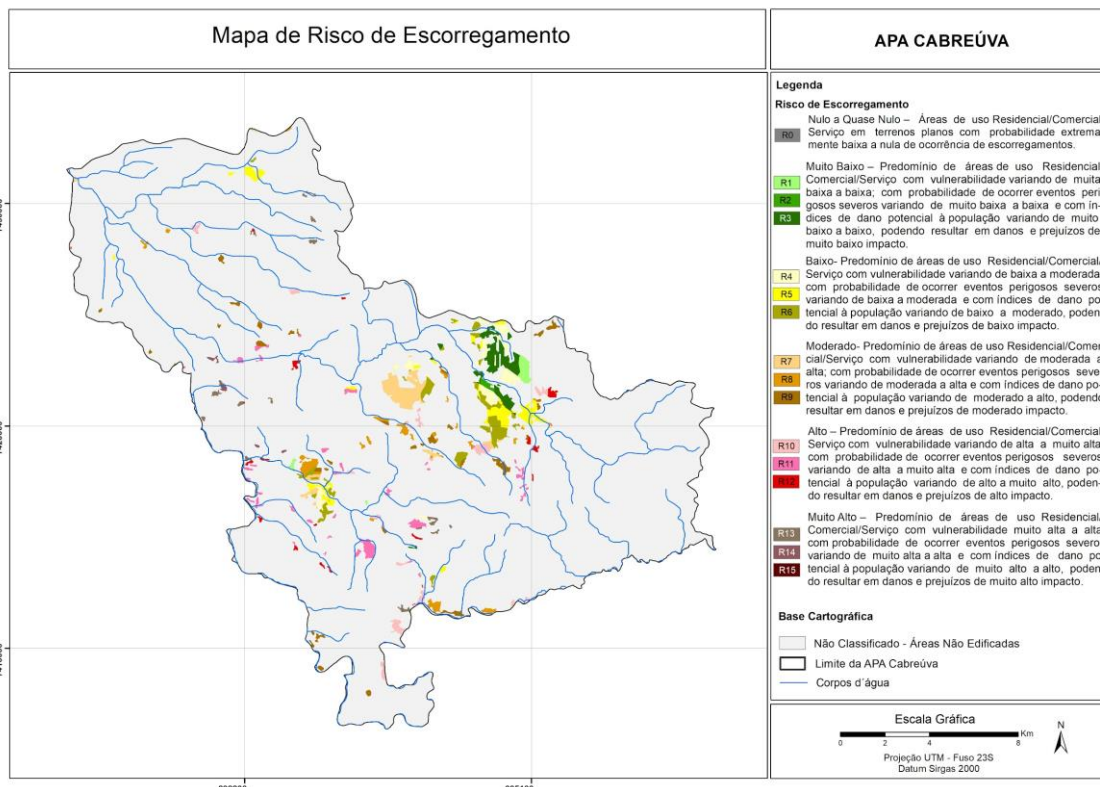 Mapa de Risco de Escorregamento
APA CABREÚVA
Legenda
Risco de Escorregamento
Nulo a Quase Nulo – Áreas de uso Residencial/Comercial
R0
Serviço em terrenos planos com probabilidade extrema
mente baixa a nula de ocorrência de escorregamentos.
Muito Baixo – Predomínio de áreas de uso Residencial
R1
Comercial/Serviço com vulnerabilidade variando de muita
baixa a baixa; com probabilidade de ocorrer eventos peri
R2
gosos severos variando de muito baixa a baixa e com ín-
R3
dices de dano potencial à população variando de muito
baixo a baixo, podendo resultar em danos e prejuízos de
muito baixo impacto.
Baixo- Predomínio de áreas de uso Residencial/Comercial/
R4
Serviço com vulnerabilidade variando de baixa a moderada
com probabilidade de ocorrer eventos perigosos severos
R5
variando de baixa a moderada e com índices de dano po
R6
tencial à população variando de baixo a moderado, poden
do resultar em danos e prejuízos de baixo impacto.
Moderado- Predomínio de áreas de uso Residencial/Comer
R7
cial/Serviço com vulnerabilidade variando de moderada a
alta; com probabilidade de ocorrer eventos perigosos seve
R8
ros variando de moderada a alta e com índices de dano po-
R9
tencial à população variando de moderado a alto, podendo
resultar em danos e prejuízos de moderado impacto.
Alto – Predomínio de áreas de uso Residencial/Comercial
R10
Serviço com vulnerabilidade variando de alta a muito alta
com probabilidade de ocorrer eventos perigosos severos
R11
variando de alta a muito alta e com índices de dano po-
R12
tencial à população variando de alto a muito alto, poden-
do resultar em danos e prejuízos de alto impacto.
Muito Alto – Predomínio de áreas de uso Residencial/
R13
Comercial/Serviço com vulnerabilidade muito alta a alta
com probabilidade de ocorrer eventos perigosos severo
R14
variando de muito alta a alta e com índices de dano po
R15
tencial à população variando de muito alto a alto, poden
do resultar em danos e prejuízos de muito alto impacto.
Base Cartográfica
Não Classificado - Áreas Não Edificadas
Limite da APA Cabreúva
Corpos d´água
Escala Gráfica
0 2 4 8 Km
N
Projeção UTM - Fuso 23S
Datum Sirgas 2000